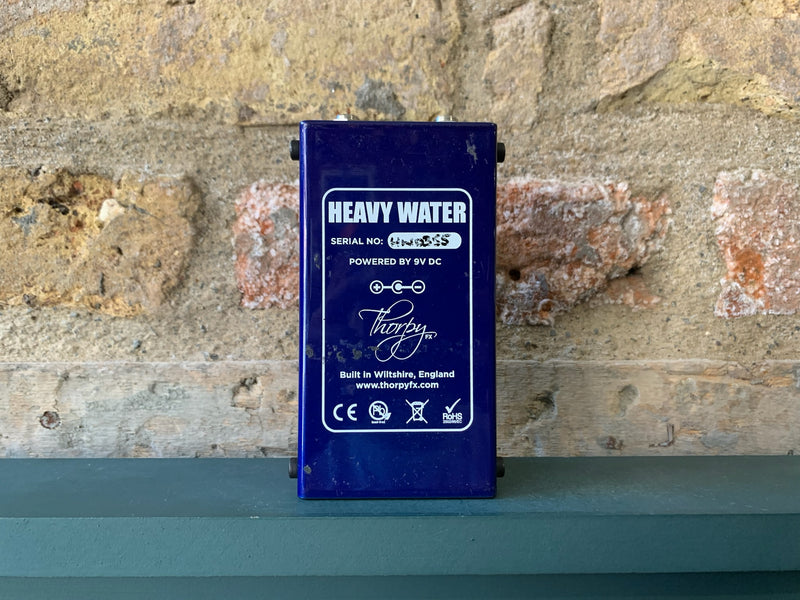 HEAVY WATER
SERIAL NO:
POWERED BY 9V DC
Thorpy FX
Built in Wiltshire, England
www.thorpyfx.com
CE RoHS